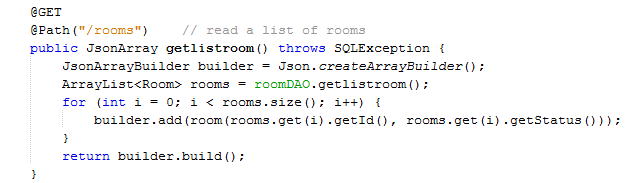 @GET
@Path("/rooms")    // read a list of rooms
public JsonArray getlistroom() throws SQLException {
    JsonArrayBuilder builder = Json.createArrayBuilder();
    ArrayList<Room> rooms = roomDAO.getlistroom();
    for (int i = 0; i < rooms.size(); i++) {
        builder.add(room(rooms.get(i).getId(), rooms.get(i).getStatus()));
    }
    return builder.build();
}